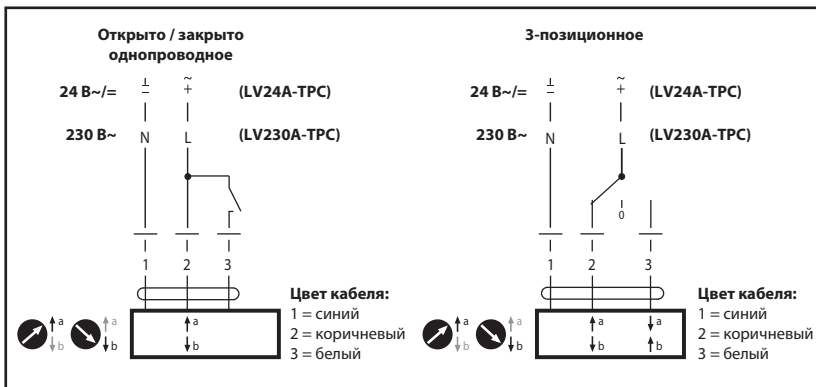 Открыто / закрыто
однопроводное
24 В~/= ⊥ – ~ + (LV24A-TPC)
230 В~ N L (LV230A-TPC)
1 2 3
a b a b a b
Цвет кабеля:
1 = синий
2 = коричневый
3 = белый
3-позиционное
24 В~/= ⊥ – ~ + (LV24A-TPC)
230 В~ N L (LV230A-TPC)
0
1 2 3
a b a b a b a b
Цвет кабеля:
1 = синий
2 = коричневый
3 = белый